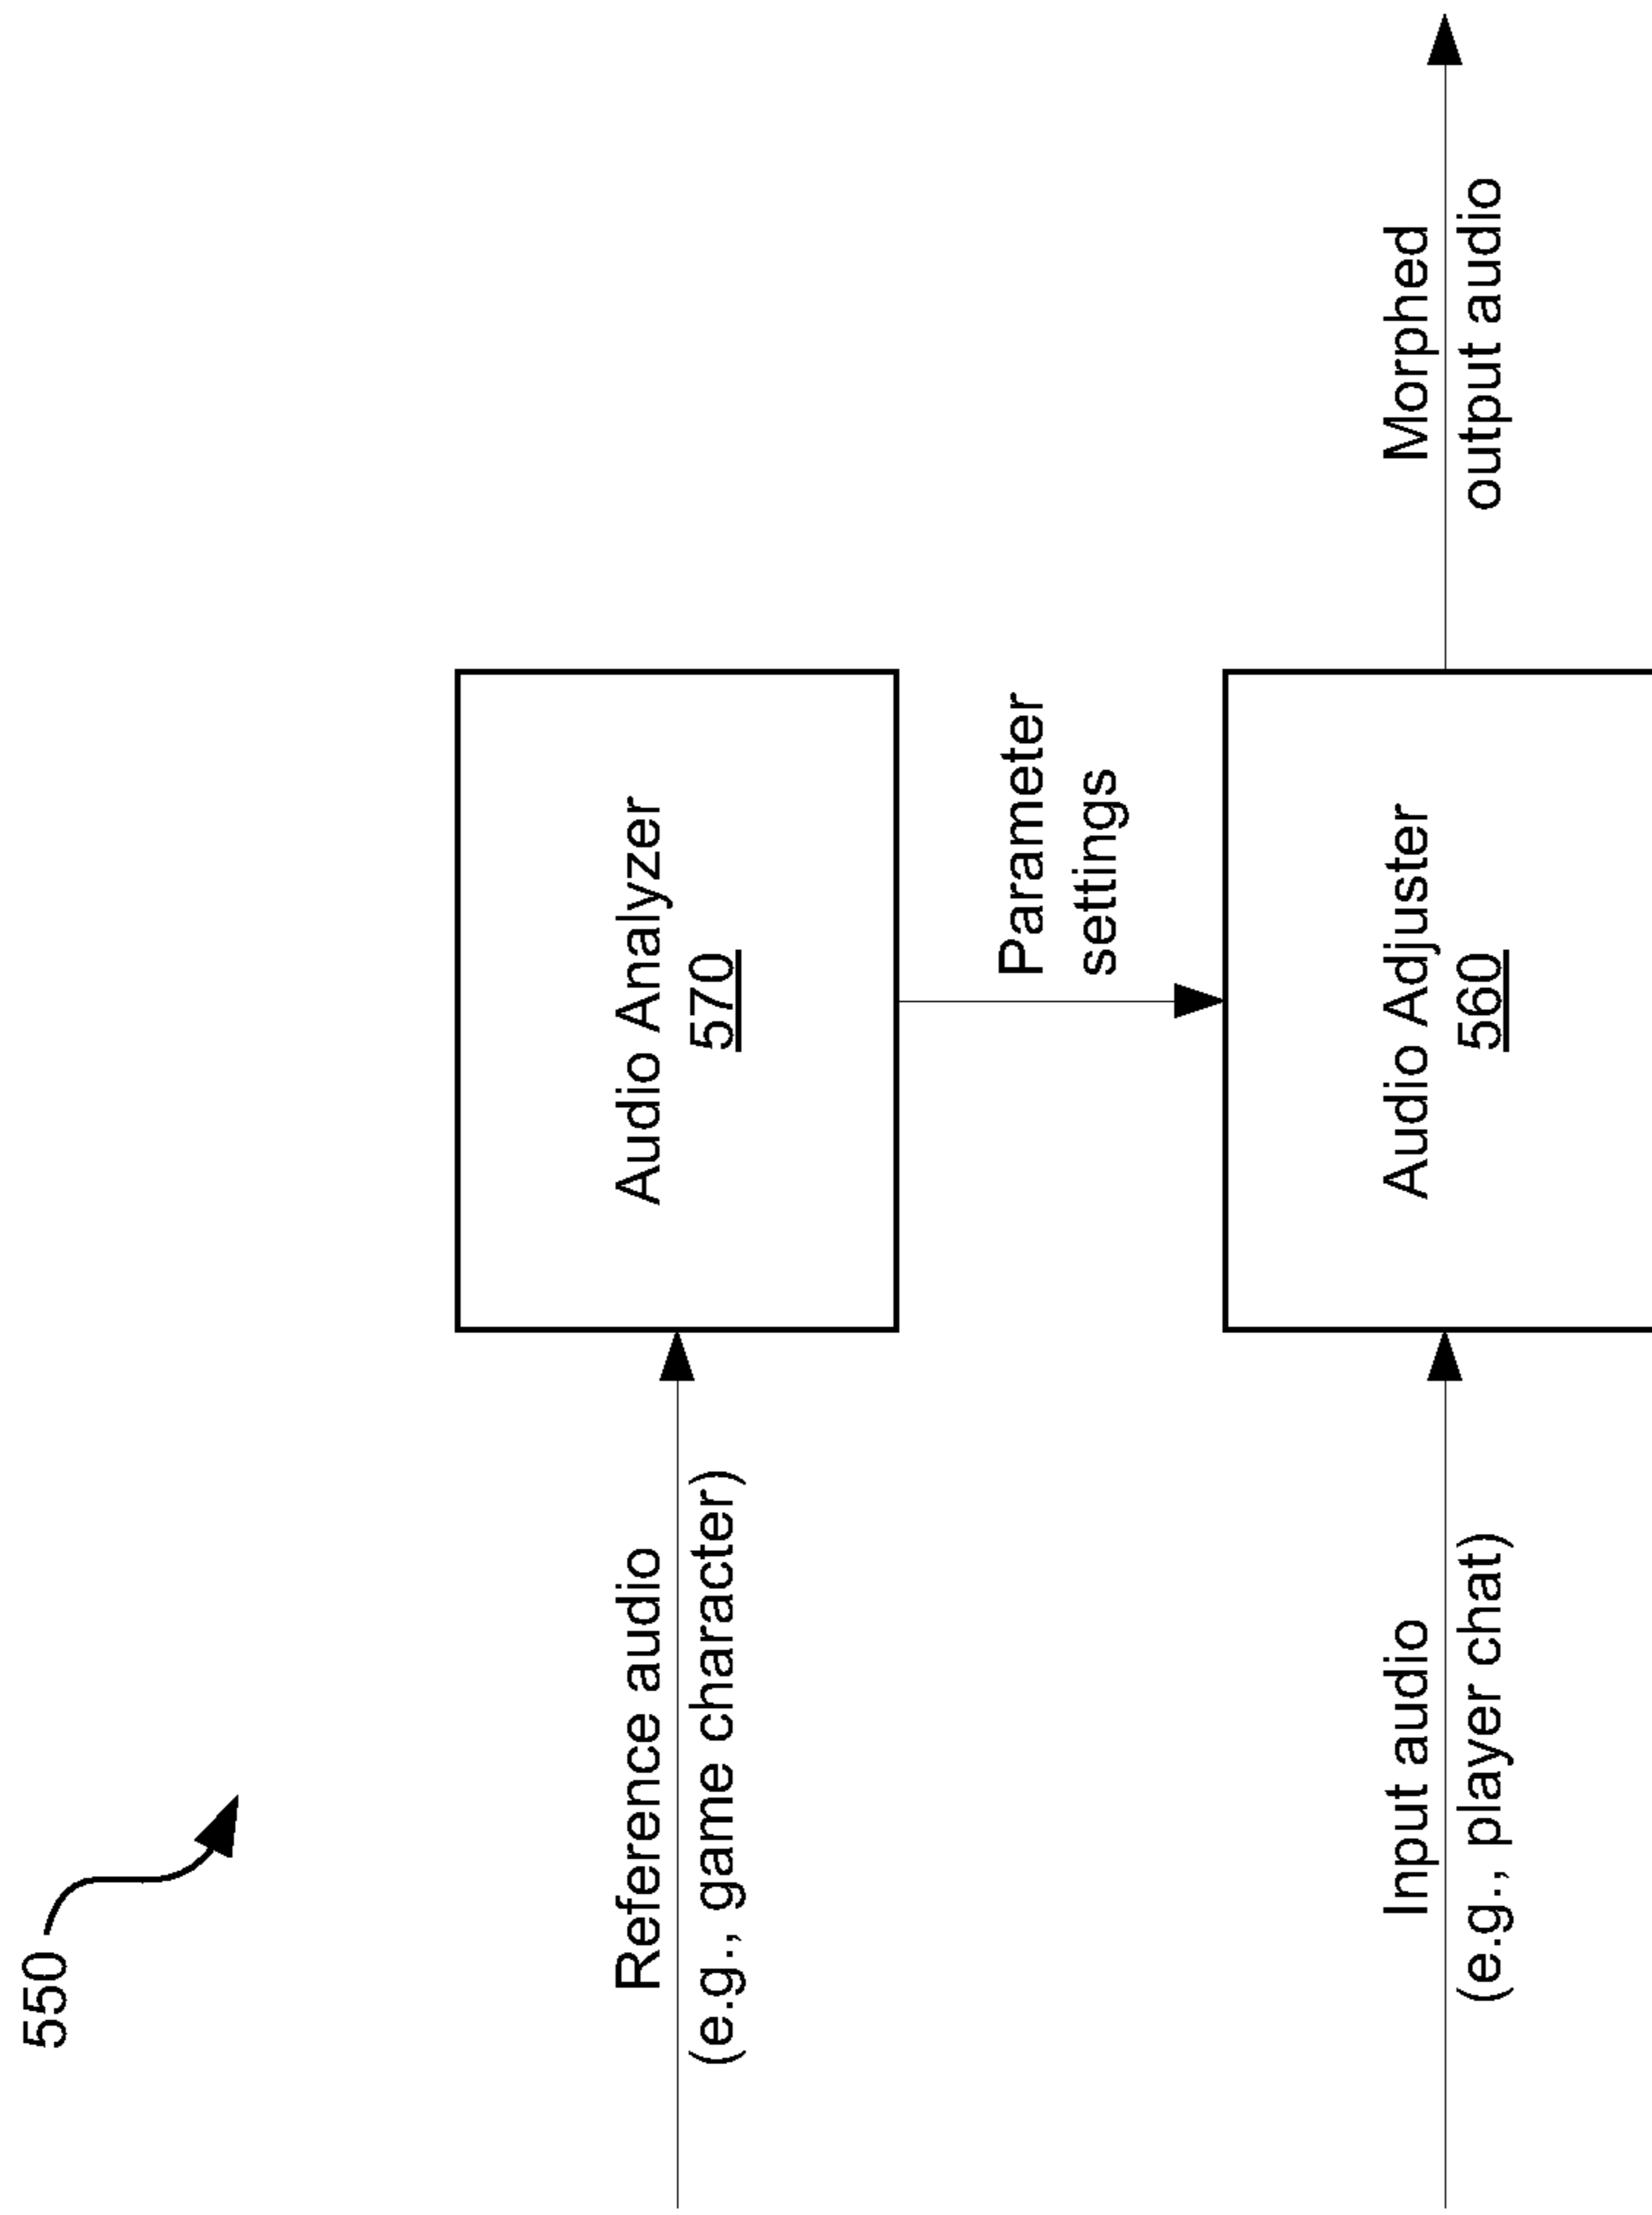 550
Reference audio
(e.g., game character)
Audio Analyzer
570
Parameter
settings
Input audio
(e.g., player chat)
Audio Adjuster
560
Morphed
output audio